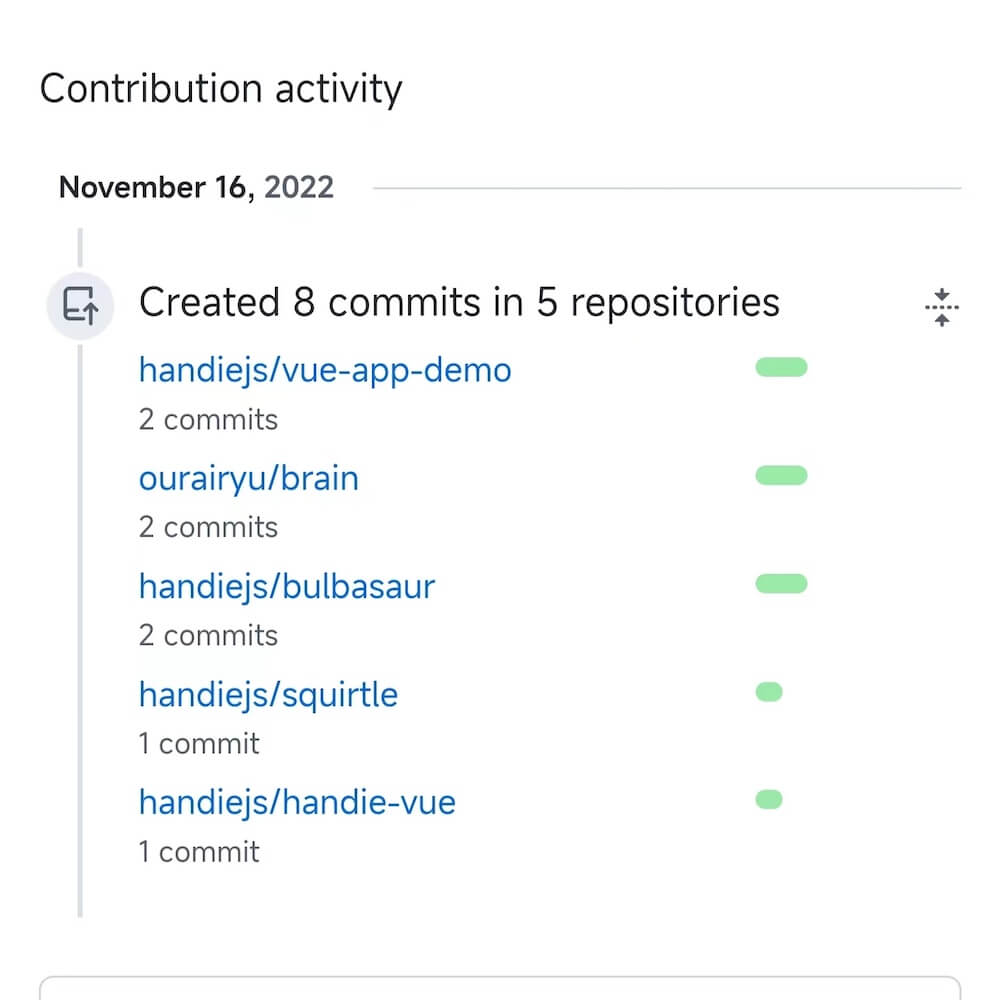 Contribution activity
November 16, 2022
Created 8 commits in 5 repositories
handiejs/vue-app-demo
2 commits
ourairyu/brain
2 commits
handiejs/bulbasaur
2 commits
handiejs/squirtle
1 commit
handiejs/handie-vue
1 commit